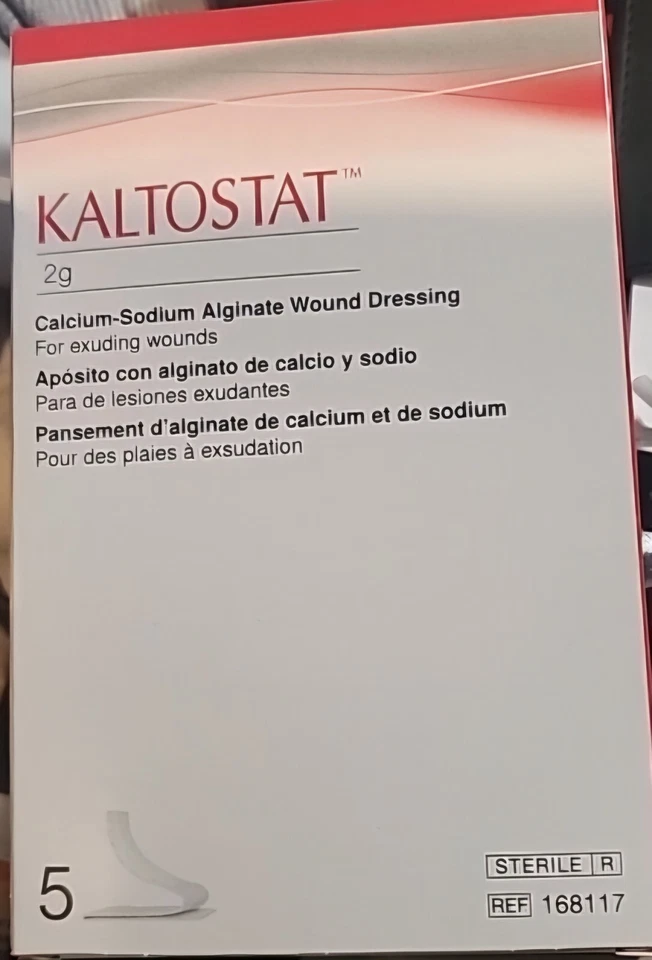 KALTOSTAT™
2g
Calcium-Sodium Alginate Wound Dressing
For exuding wounds
Apósito con alginato de calcio y sodio
Para de lesiones exudantes
Pansement d'alginate de calcium et de sodium
Pour des plaies à exsudation
5
STERILE R
REF 168117